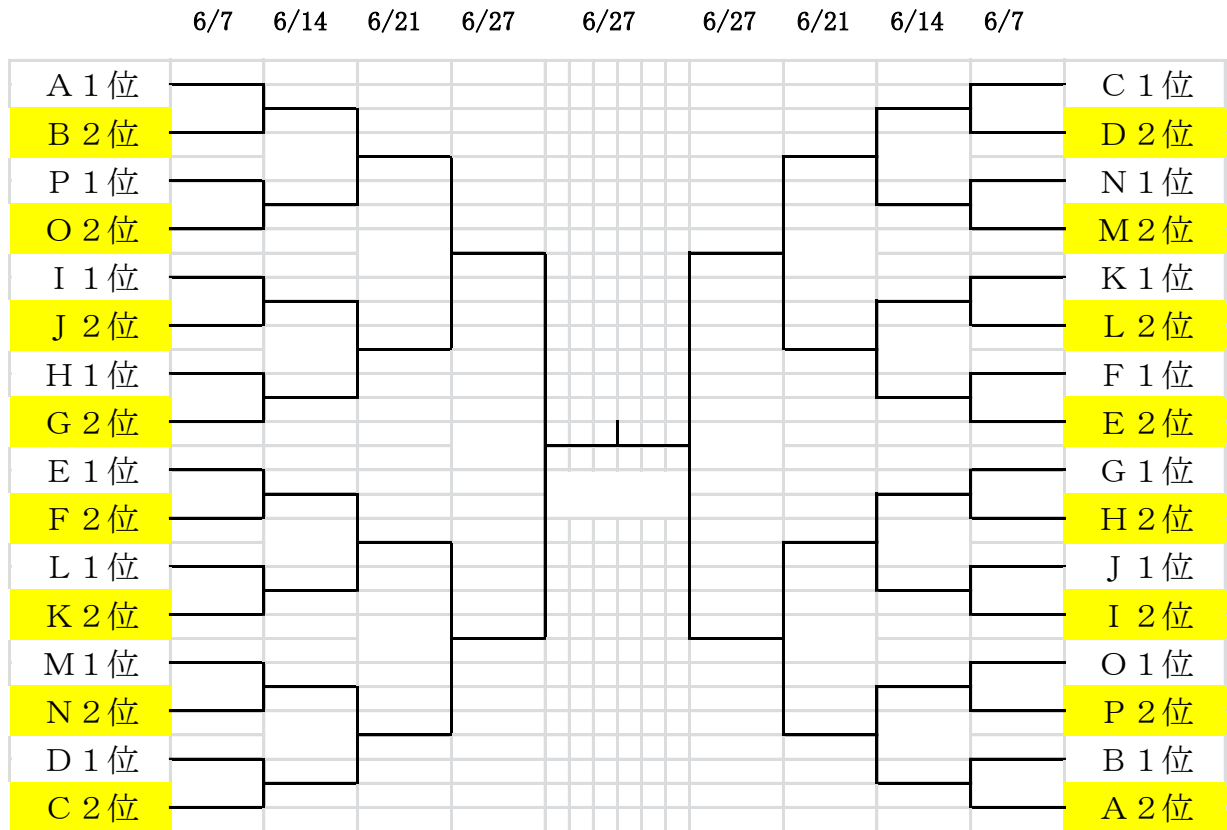 6/7 6/14 6/21 6/27 6/27 6/27 6/21 6/14 6/7
A１位 C１位
B２位 D２位
P１位 N１位
O２位 M２位
I１位 K１位
J２位 L２位
H１位 F１位
G２位 E２位
E１位 G１位
F２位 H２位
L１位 J１位
K２位 I２位
M１位 O１位
N２位 P２位
D１位 B１位
C２位 A２位